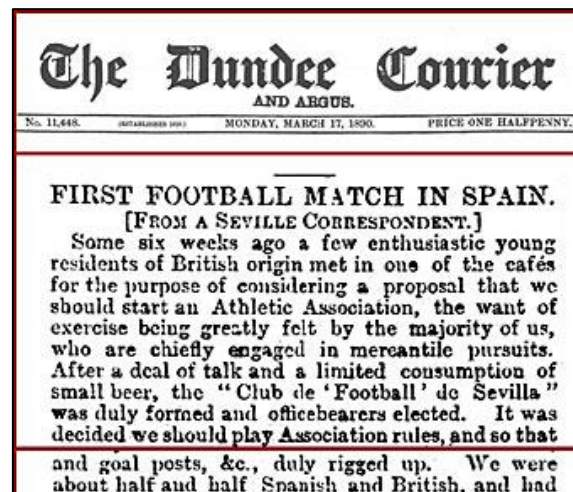 The Dundee Courier
AND ARGUS.
No. 11,448. (ESTABLISHED 1816.) MONDAY, MARCH 17, 1890. PRICE ONE HALFPENNY.
FIRST FOOTBALL MATCH IN SPAIN.
[FROM A SEVILLE CORRESPONDENT.]
Some six weeks ago a few enthusiastic young
residents of British origin met in one of the cafés
for the purpose of considering a proposal that we
should start an Athletic Association, the want of
exercise being greatly felt by the majority of us,
who are chiefly engaged in mercantile pursuits.
After a deal of talk and a limited consumption of
small beer, the "Club de 'Football' de Sevilla"
was duly formed and officebearers elected. It was
decided we should play Association rules, and so that
and goal posts, &c., duly rigged up. We were
about half and half Spanish and British, and had